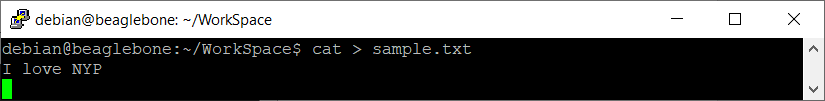 debian@beaglebone: ~/WorkSpace
debian@beaglebone:~/WorkSpace$ cat > sample.txt
I love NYP